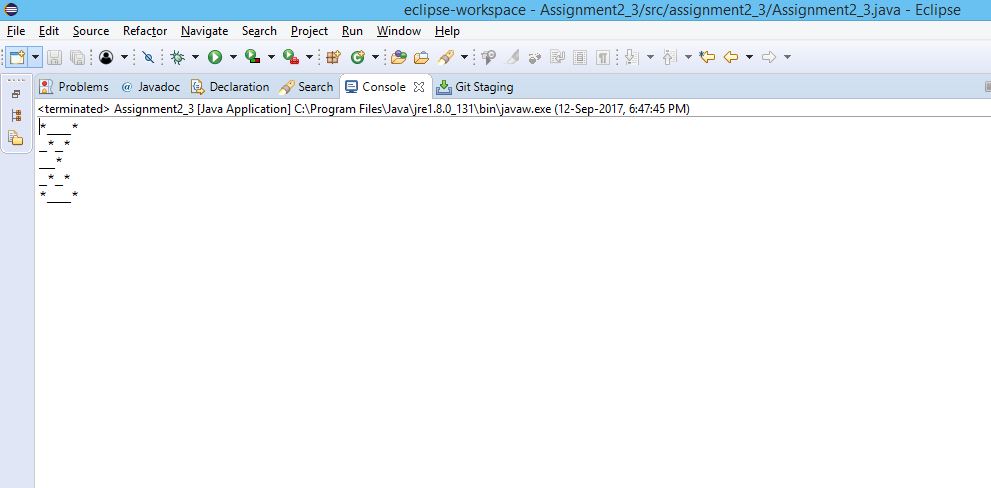 eclipse-workspace - Assignment2_3/src/assignment2_3/Assignment2_3.java - Eclipse
File Edit Source Refactor Navigate Search Project Run Window Help
Problems @ Javadoc Declaration Search Console Git Staging
<terminated> Assignment2_3 [Java Application] C:\Program Files\Java\jre1.8.0_131\bin\javaw.exe (12-Sep-2017, 6:47:45 PM)
*___*
_*_*
__*
_*_*
*___*